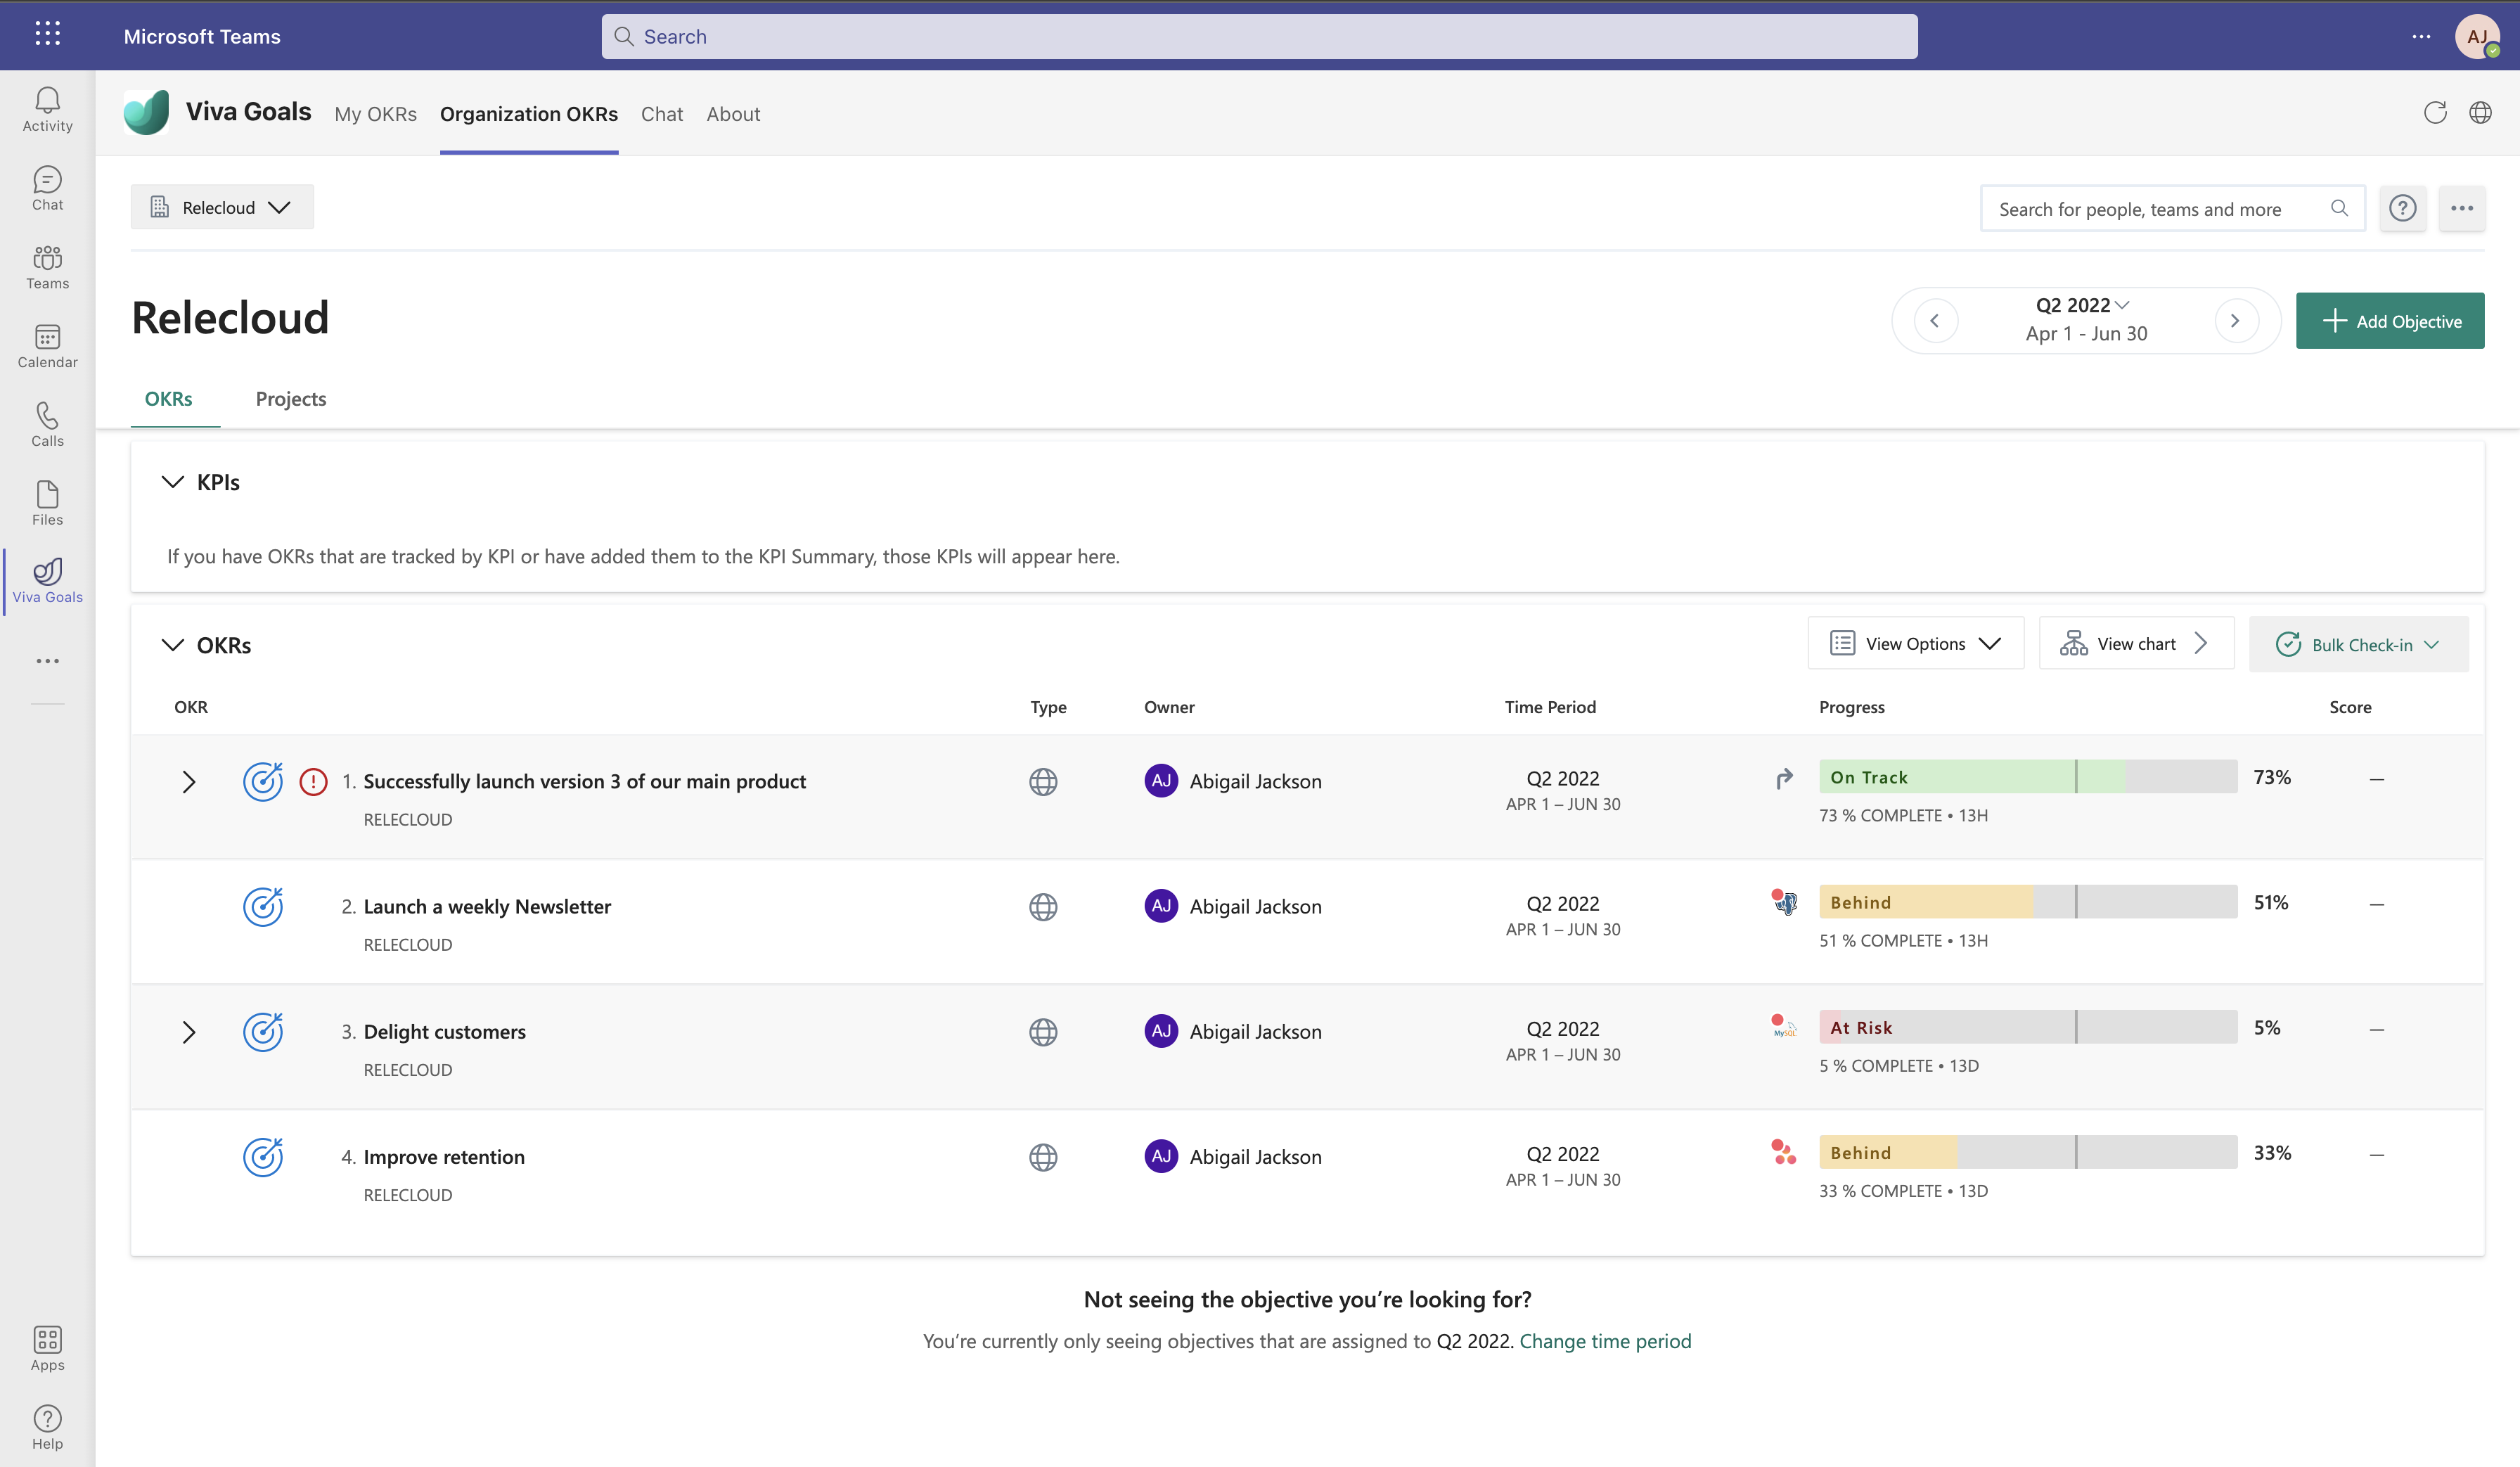 Microsoft Teams
Search
AJ
Activity
Chat
Teams
Calendar
Calls
Files
Viva Goals
Apps
Help
Viva Goals My OKRs Organization OKRs Chat About
Relecloud
Search for people, teams and more
Relecloud
Q2 2022
Apr 1 - Jun 30
Add Objective
OKRs Projects
KPIs
If you have OKRs that are tracked by KPI or have added them to the KPI Summary, those KPIs will appear here.
OKRs
View Options
View chart
Bulk Check-in
OKR Type Owner Time Period Progress Score
1. Successfully launch version 3 of our main product AJ Abigail Jackson Q2 2022 On Track 73% —
RELECLOUD APR 1 – JUN 30 73 % COMPLETE • 13H
2. Launch a weekly Newsletter AJ Abigail Jackson Q2 2022 Behind 51% —
RELECLOUD APR 1 – JUN 30 51 % COMPLETE • 13H
3. Delight customers AJ Abigail Jackson Q2 2022 MySQL At Risk 5% —
RELECLOUD APR 1 – JUN 30 5 % COMPLETE • 13D
4. Improve retention AJ Abigail Jackson Q2 2022 Behind 33% —
RELECLOUD APR 1 – JUN 30 33 % COMPLETE • 13D
Not seeing the objective you’re looking for?
You’re currently only seeing objectives that are assigned to Q2 2022. Change time period